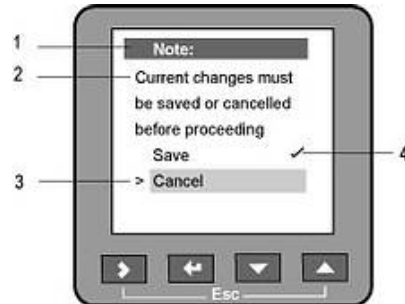 1
Note:
2
Current changes must
be saved or cancelled
before proceeding
Save
4
3
> Cancel
Esc